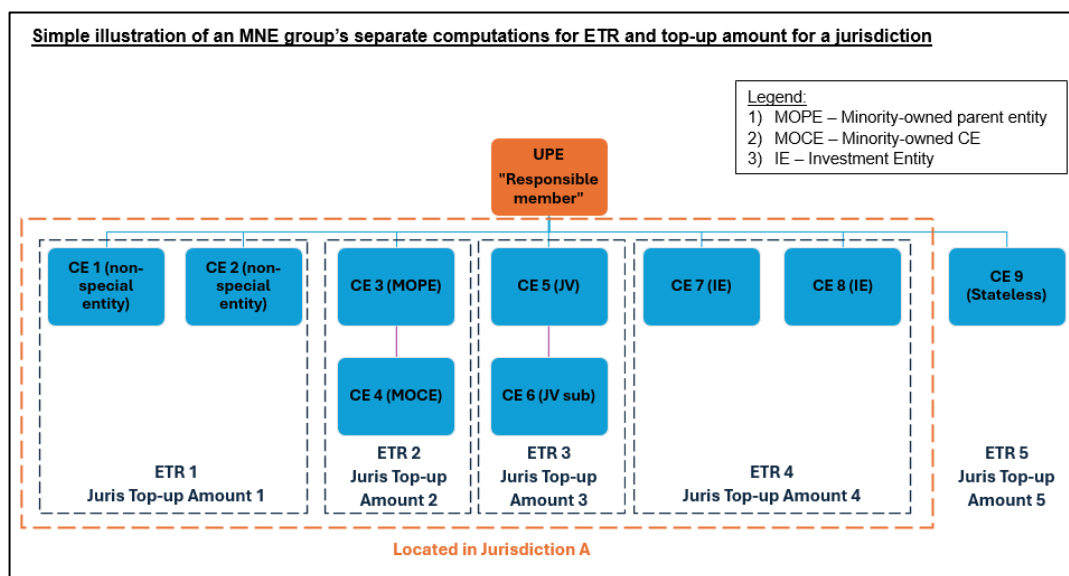 Simple illustration of an MNE group's separate computations for ETR and top-up amount for a jurisdiction
Legend:
1) MOPE – Minority-owned parent entity
2) MOCE – Minority-owned CE
3) IE – Investment Entity
UPE
"Responsible
member"
CE 1 (non-
special
entity)
CE 2 (non-
special
entity)
CE 3 (MOPE)
CE 5 (JV)
CE 7 (IE)
CE 8 (IE)
CE 9
(Stateless)
CE 4 (MOCE)
CE 6 (JV sub)
ETR 1
Juris Top-up Amount 1
ETR 2
Juris Top-up
Amount 2
ETR 3
Juris Top-up
Amount 3
ETR 4
Juris Top-up Amount 4
ETR 5
Juris Top-up
Amount 5
Located in Jurisdiction A